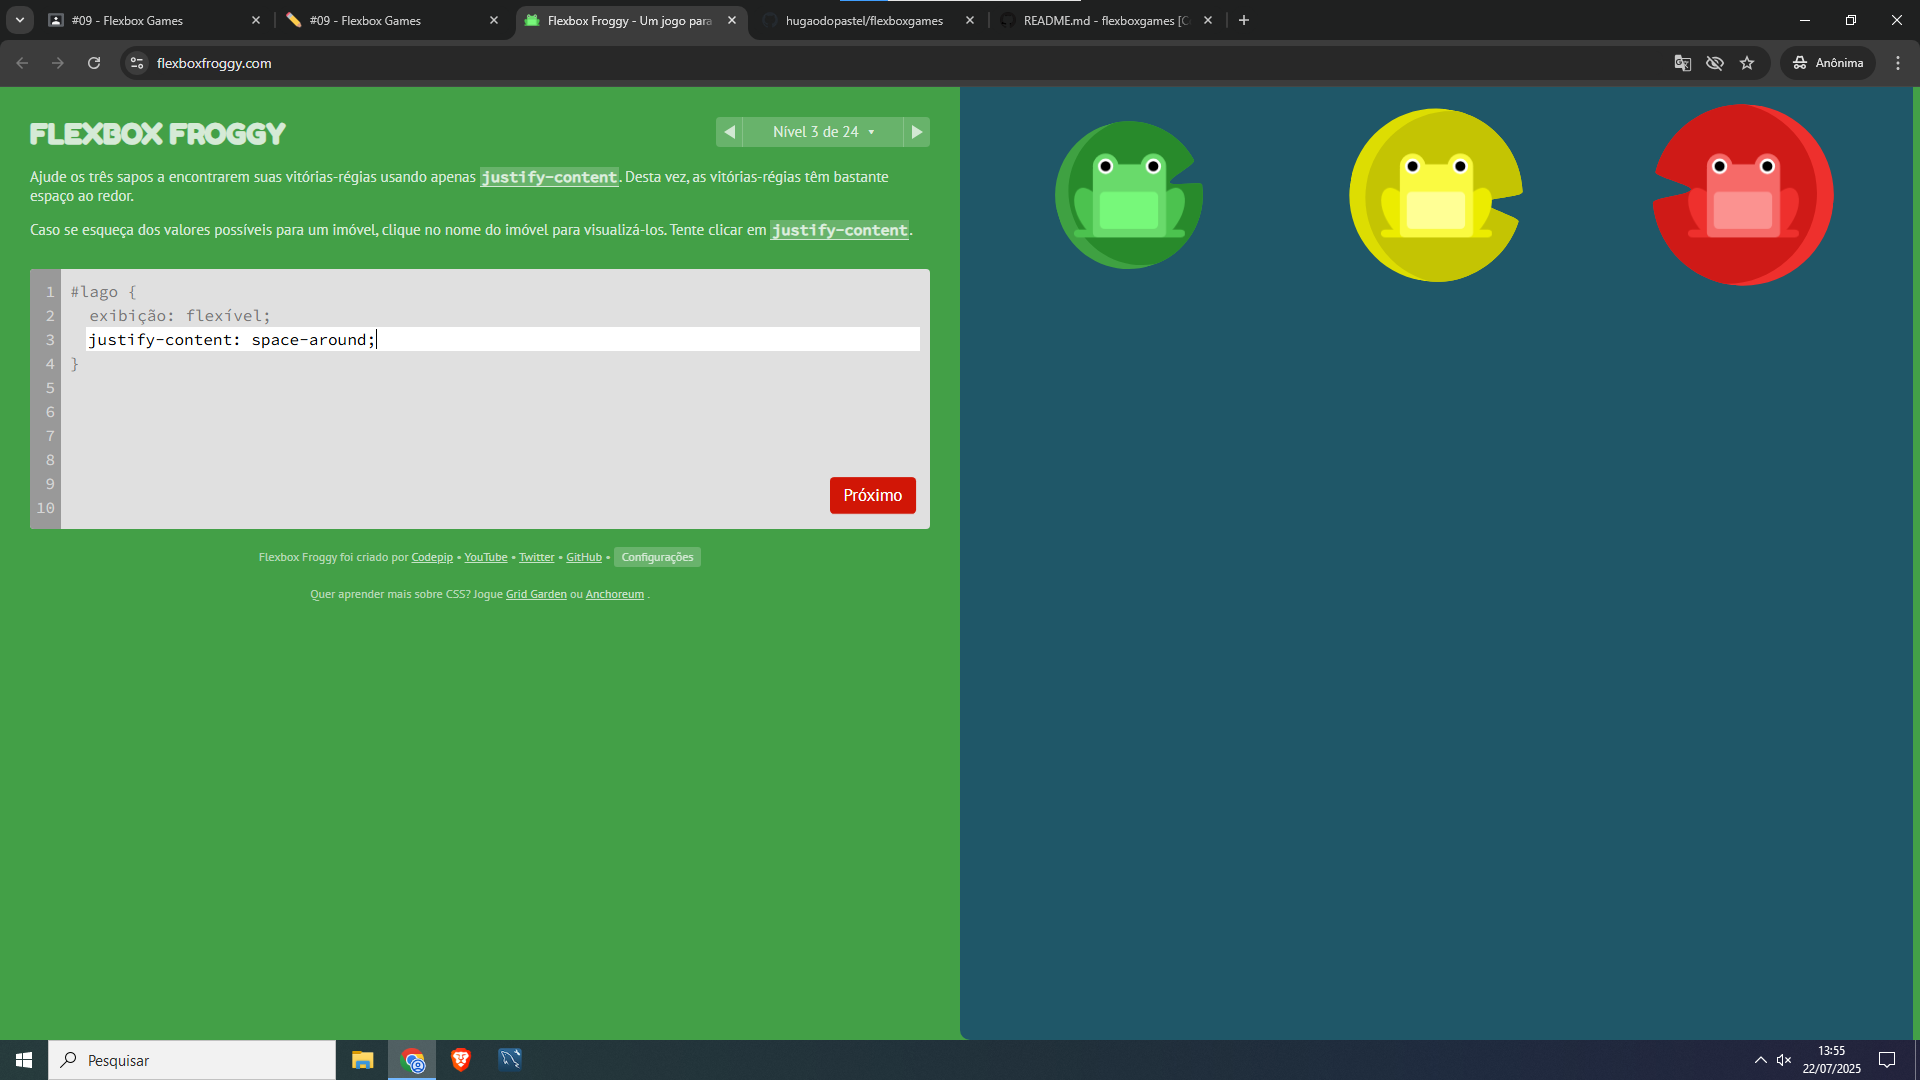 #09 - Flexbox Games
#09 - Flexbox Games
Flexbox Froggy - Um jogo para
hugaodopastel/flexboxgames
README.md - flexboxgames [C
flexboxfroggy.com
Anônima
FLEXBOX FROGGY
Nível 3 de 24
Ajude os três sapos a encontrarem suas vitórias-régias usando apenas justify-content. Desta vez, as vitórias-régias têm bastante
espaço ao redor.
Caso se esqueça dos valores possíveis para um imóvel, clique no nome do imóvel para visualizá-los. Tente clicar em justify-content.
1 #lago {
2 exibição: flexível;
3 justify-content: space-around;
4 }
5
6
7
8
9
10
Próximo
Flexbox Froggy foi criado por Codepip • YouTube • Twitter • GitHub • Configurações
Quer aprender mais sobre CSS? Jogue Grid Garden ou Anchoreum .
Pesquisar
13:55
22/07/2025